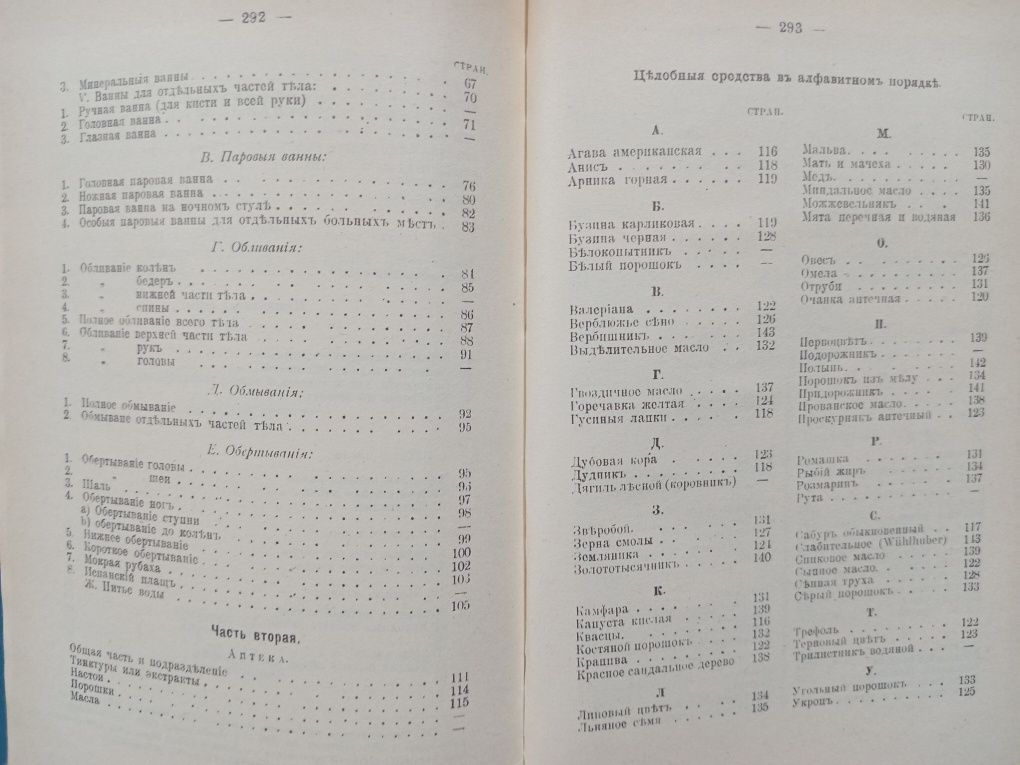 — 292 —
СТРАН.
3. Минеральныя ванны 67
V. Ванны для отдѣльныхъ частей тѣла: 70
1. Ручная ванна (для кисти и всей руки) —
2. Головная ванна 71
3. Глазная ванна —
В. Паровыя ванны:
1. Головная паровая ванна 76
2. Ножная паровая ванна 80
3. Паровая ванна на ночномъ стулѣ 82
4. Особыя паровыя ванны для отдѣльныхъ больныхъ мѣстъ 83
Г. Обливанія:
1. Обливаніе колѣнъ 84
2. „ бедеръ 85
3. „ нижней части тѣла —
4. „ спины 86
5. Полное обливаніе всего тѣла 87
6. Обливаніе верхней части тѣла 88
7. „ рукъ 91
8. „ головы —
Д. Обмыванія:
1. Полное обмываніе 92
2. Обмыване отдѣльныхъ частей тѣла 95
Е. Обертыванія:
1. Обертываніе головы 95
2. „ шеи 96
3. Шаль 97
4. Обертываніе ногъ 98
а) Обертываніе ступни —
b) обертываніе до колѣнъ 99
5. Нижнее обертываніе 100
6. Короткое обертываніе 102
7. Мокрая рубаха 103
8. Испанскій плащъ —
Ж. Питье воды 105
Часть вторая.
АПТЕКА.
Общая часть и подраздѣленіе 111
Тинктуры или экстракты 114
Настои 115
Порошки —
Масла —
— 293 —
Цѣлебныя средства въ алфавитномъ порядкѣ.
СТРАН.
А.
Агава американская 116
Анисъ 118
Арника горная 119
Б.
Бузина карликовая 119
Бузина черная 128
Бѣлокопытникъ —
Бѣлый порошокъ —
В.
Валеріана 122
Верблюжье сѣно 126
Вербишникъ 143
Выдѣлительное масло 132
Г.
Гвоздичное масло 137
Горечавка желтая 124
Гусиныя лапки 118
Д.
Дубовая кора 123
Дудникъ 118
Дягиль лѣсной (коровникъ) —
З.
Звѣробой 131
Зерна смолы 127
Земляника 124
Золототысячникъ 140
К.
Камфара 131
Капуста кислая 139
Квасцы 116
Костяной порошокъ 132
Крапива 122
Красное сандальное дерево 138
Л
Липовый цвѣтъ 134
Льняное сѣмя 135
СТРАН.
М.
Мальва 135
Мать и мачеха 130
Медъ —
Миндальное масло 135
Можжевельникъ 141
Мята перечная и водяная 136
О.
Овесъ 126
Омела 137
Отруби 131
Очанка аптечная 120
П.
Первоцвѣтъ 139
Подорожникъ —
Полынь 142
Порошокъ изъ мѣлу 134
Придорожникъ 141
Прованское масло 138
Проскурнякъ аптечный 123
Р.
Ромашка 131
Рыбій жиръ 134
Розмаринъ 137
Рута —
С.
Сабуръ обыкновенный 117
Слабительное (Wühlhuber) 143
Спиковое масло 139
Сыпное масло 122
Сѣнная труха 128
Сѣрый порошокъ 133
Т.
Трефоль 122
Терновый цвѣтъ 123
Трилистникъ водяной —
У.
Угольный порошокъ 133
Укропъ 125